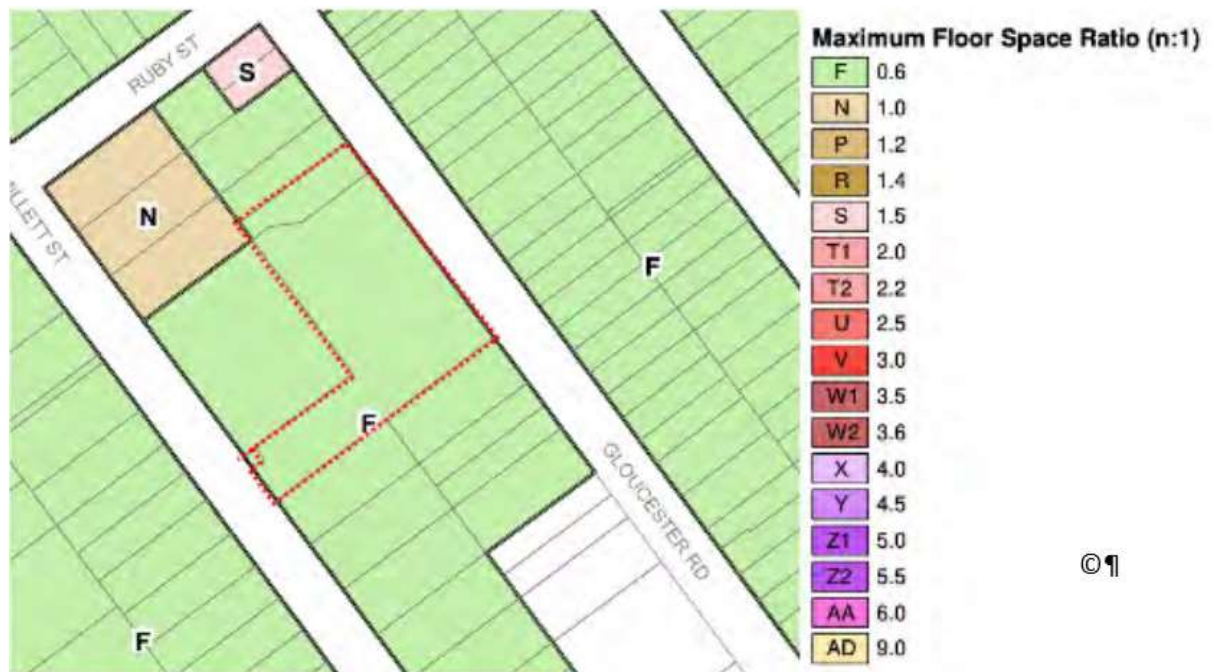 RUBY ST
S
N
ILLETT ST
F
F
GLOUCESTER RD
F
Maximum Floor Space Ratio (n:1)
F 0.6
N 1.0
P 1.2
R 1.4
S 1.5
T1 2.0
T2 2.2
U 2.5
V 3.0
W1 3.5
W2 3.6
X 4.0
Y 4.5
Z1 5.0
Z2 5.5
AA 6.0
AD 9.0
©¶